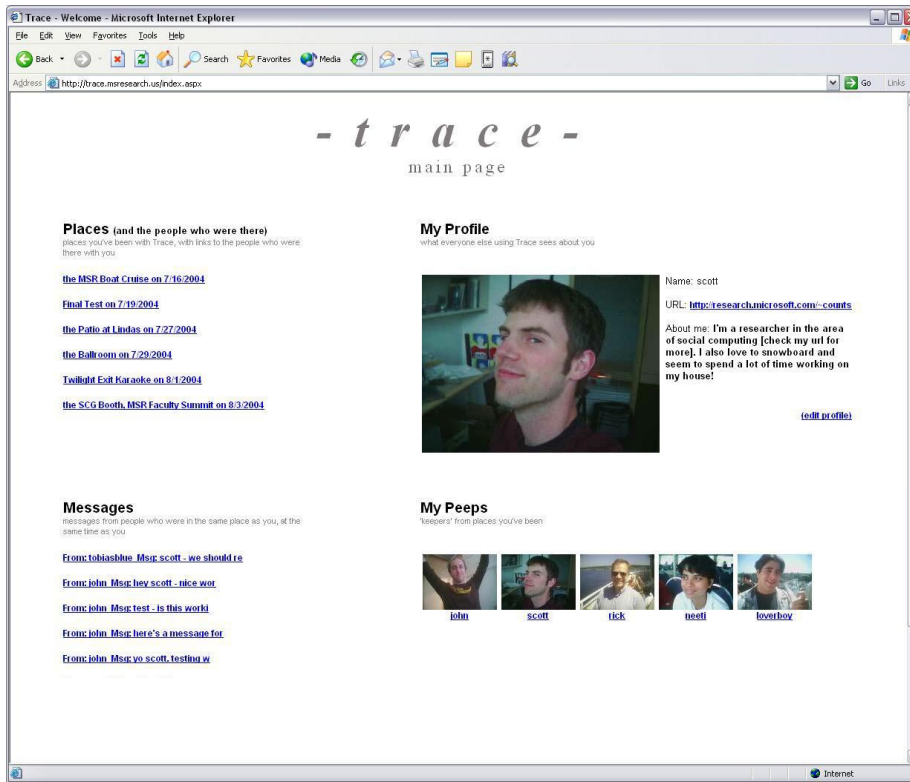 Trace - Welcome - Microsoft Internet Explorer
File Edit View Favorites Tools Help
Back Search Favorites Media
Address http://trace.msresearch.us/index.aspx Go Links
- t r a c e -
main page
Places (and the people who were there)
places you've been with Trace, with links to the people who were
there with you
the MSR Boat Cruise on 7/16/2004
Final Test on 7/19/2004
the Patio at Lindas on 7/27/2004
the Ballroom on 7/29/2004
Twilight Exit Karaoke on 8/1/2004
the SCG Booth, MSR Faculty Summit on 8/3/2004
My Profile
what everyone else using Trace sees about you
Name: scott
URL: http://research.microsoft.com/~counts
About me: I'm a researcher in the area
of social computing [check my url for
more]. I also love to snowboard and
seem to spend a lot of time working on
my house!
(edit profile)
Messages
messages from people who were in the same place as you, at the
same time as you
From: tobiasblue Msg: scott - we should re
From: john Msg: hey scott - nice wor
From: john Msg: test - is this worki
From: john Msg: here's a message for
From: john Msg: yo scott, testing w
My Peeps
'keepers' from places you've been
john scott rick neeti loverboy
Internet